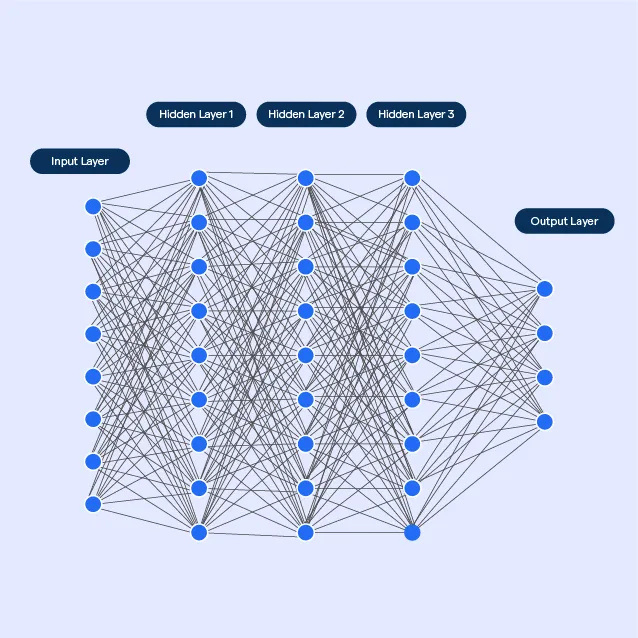 Hidden Layer 1
Hidden Layer 2
Hidden Layer 3
Input Layer
Output Layer